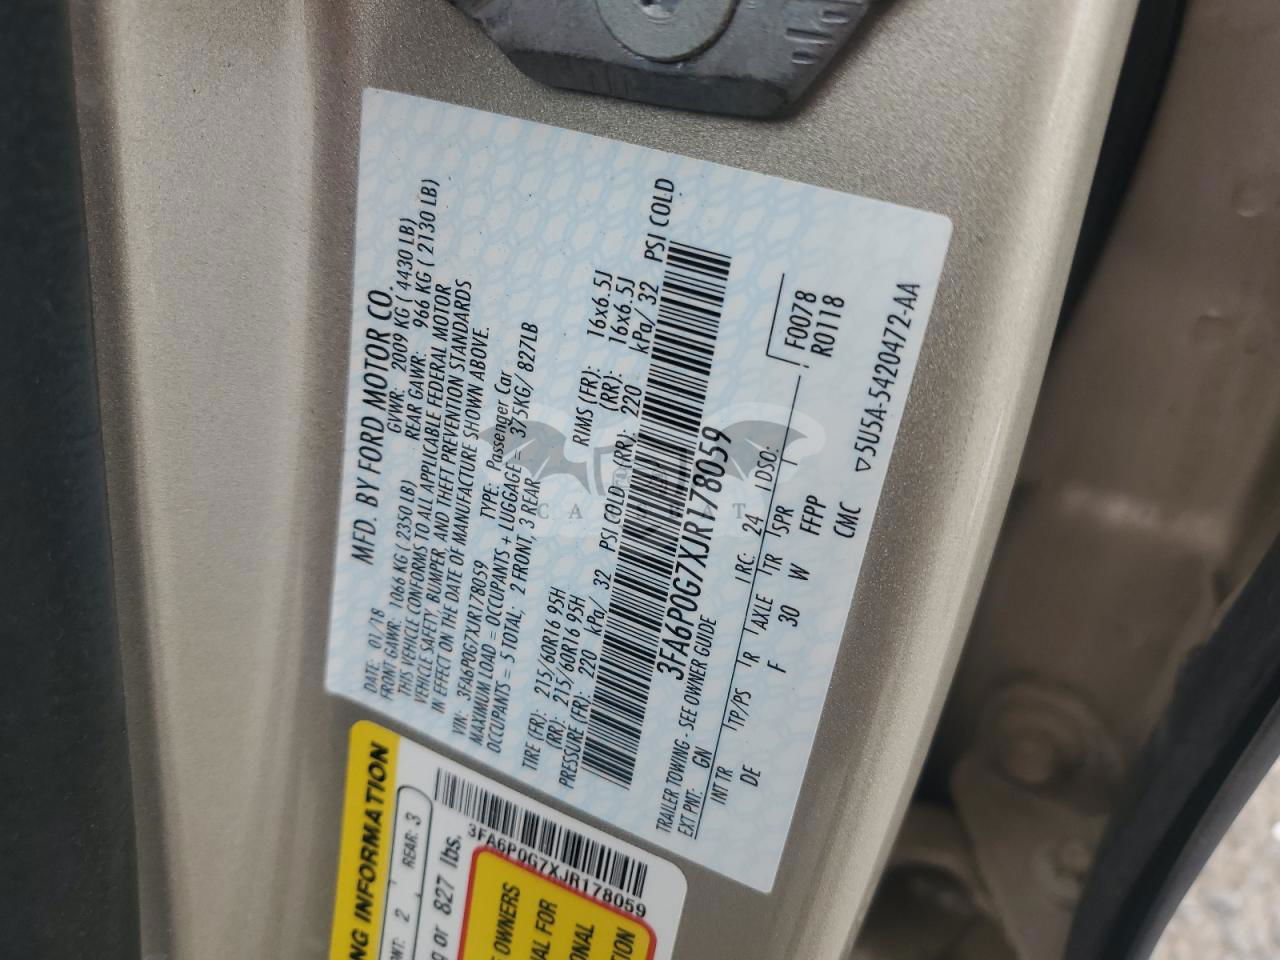 MFD. BY FORD MOTOR CO.
DATE: 01/18 GVWR: 2009 KG ( 4430 LB)
FRONT GAWR: 1066 KG ( 2350 LB) REAR GAWR: 966 KG ( 2130 LB)
THIS VEHICLE CONFORMS TO ALL APPLICABLE FEDERAL MOTOR
VEHICLE SAFETY, BUMPER, AND THEFT PREVENTION STANDARDS
IN EFFECT ON THE DATE OF MANUFACTURE SHOWN ABOVE.
VIN: 3FA6P0G7XJR178059 TYPE: Passenger Car
MAXIMUM LOAD = OCCUPANTS + LUGGAGE = 375KG/ 827LB
OCCUPANTS = 5 TOTAL, 2 FRONT, 3 REAR
TIRE (FR): 215/60R16 95H RIMS (FR): 16x6.5J
(RR): 215/60R16 95H (RR): 16x6.5J
PRESSURE (FR): 220 kPa/ 32 PSI COLD (RR): 220 kPa/ 32 PSI COLD
3FA6P0G7XJR178059
TRAILER TOWING - SEE OWNER GUIDE
EXT PNT: GN RC: 24 DSO: F0078
INT TR TP/PS R AXLE TR SPR R0118
DE F 30 W FFPP
CMC ▽5U5A-5420472-AA
ING INFORMATION
2 REAR: 3
or 827 lbs.
3FA6P0G7XJR178059
OWNERS
FOR
CARSTAT